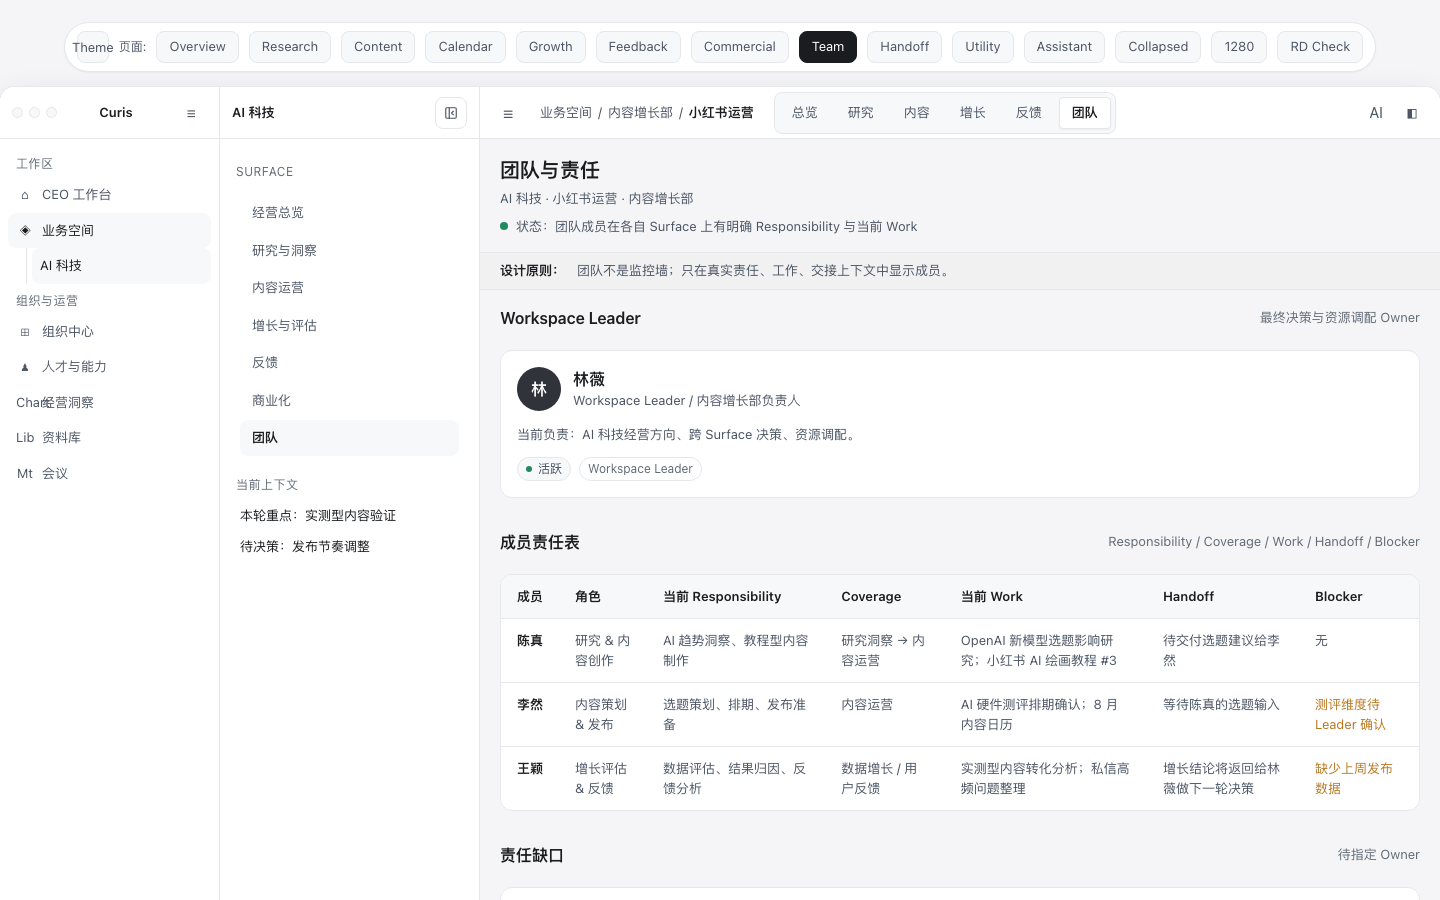 Theme 页面: Overview Research Content Calendar Growth Feedback Commercial Team Handoff Utility Assistant Collapsed 1280 RD Check
Curis ≡
工作区
⌂ CEO 工作台
◈ 业务空间
AI 科技
组织与运营
⊞ 组织中心
♟ 人才与能力
Chart 经营洞察
Lib 资料库
Mt 会议
AI 科技
SURFACE
经营总览
研究与洞察
内容运营
增长与评估
反馈
商业化
团队
当前上下文
本轮重点：实测型内容验证
待决策：发布节奏调整
≡ 业务空间 / 内容增长部 / 小红书运营 总览 研究 内容 增长 反馈 团队 AI ◧
团队与责任
AI 科技 · 小红书运营 · 内容增长部
状态：团队成员在各自 Surface 上有明确 Responsibility 与当前 Work
设计原则： 团队不是监控墙；只在真实责任、工作、交接上下文中显示成员。
Workspace Leader 最终决策与资源调配 Owner
林 林薇
Workspace Leader / 内容增长部负责人
当前负责：AI 科技经营方向、跨 Surface 决策、资源调配。
活跃 Workspace Leader
成员责任表 Responsibility / Coverage / Work / Handoff / Blocker
成员 角色 当前 Responsibility Coverage 当前 Work Handoff Blocker
陈真 研究 & 内 AI 趋势洞察、教程型内容 研究洞察 → 内 OpenAI 新模型选题影响研 待交付选题建议给李 无
容创作 制作 容运营 究；小红书 AI 绘画教程 #3 然
李然 内容策划 选题策划、排期、发布准 内容运营 AI 硬件测评排期确认；8 月 等待陈真的选题输入 测评维度待
& 发布 备 内容日历 Leader 确认
王颖 增长评估 数据评估、结果归因、反 数据增长 / 用 实测型内容转化分析；私信高 增长结论将返回给林 缺少上周发布
& 反馈 馈分析 户反馈 频问题整理 薇做下一轮决策 数据
责任缺口 待指定 Owner